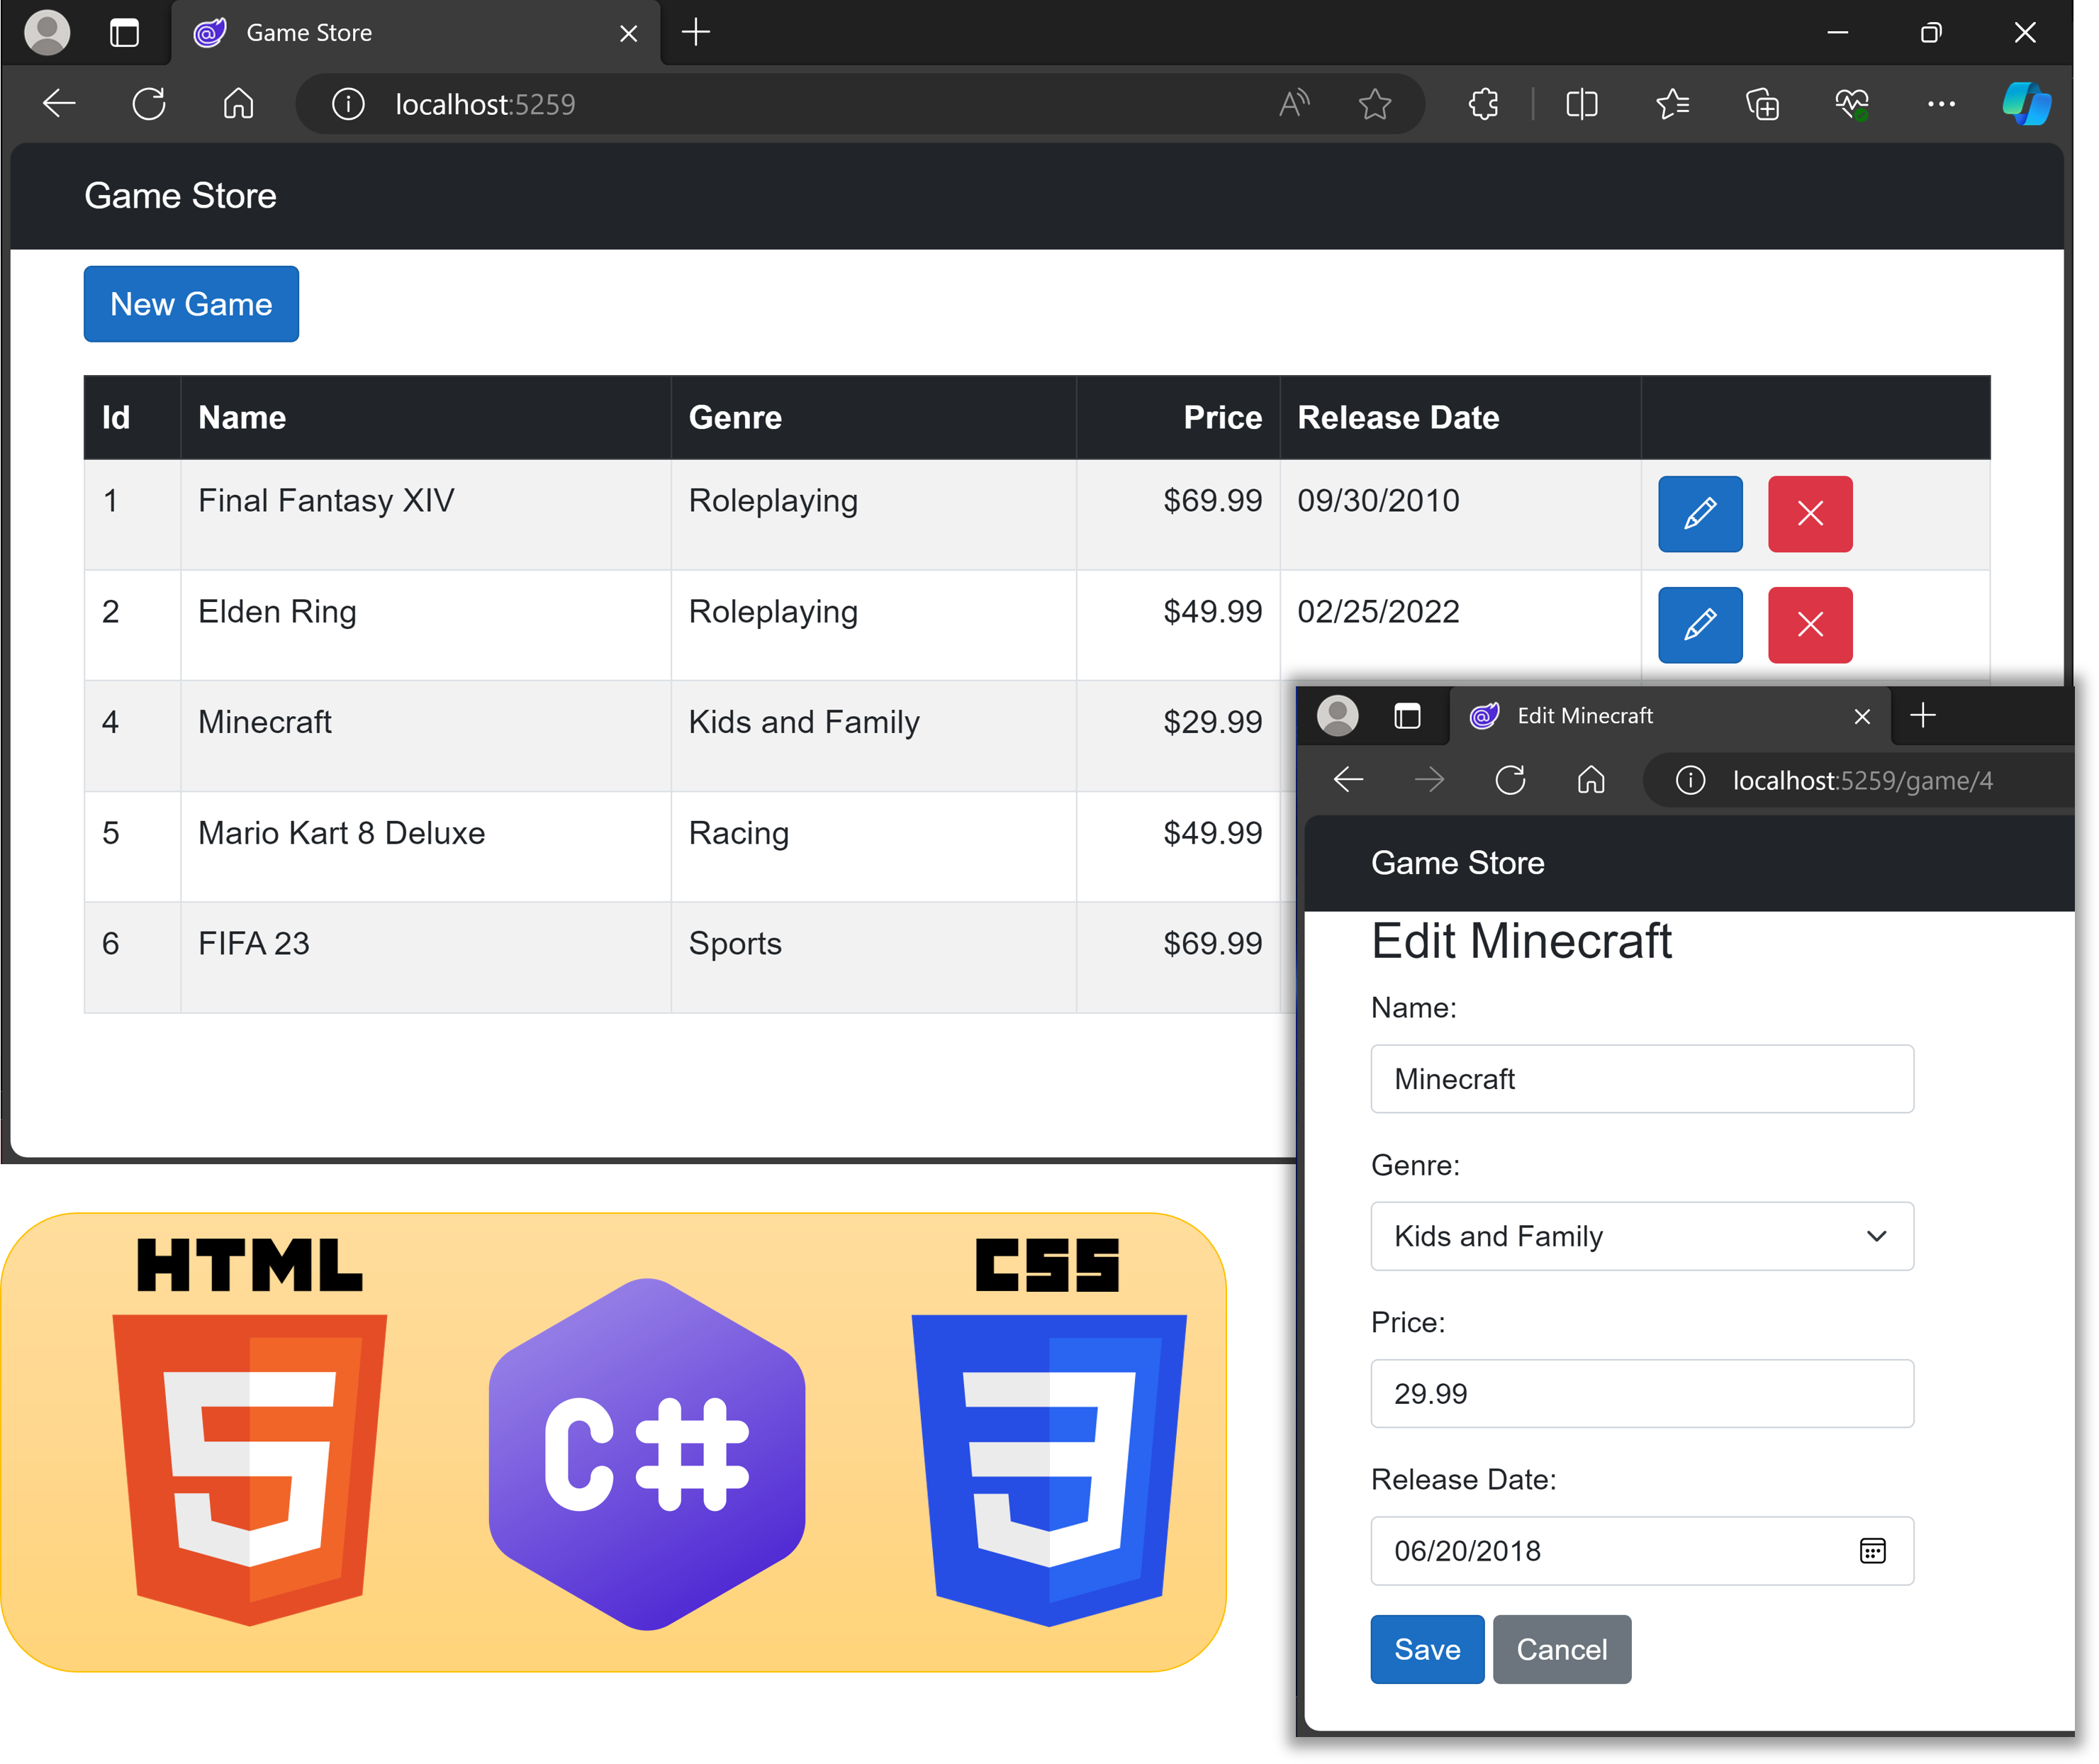 Game Store
localhost:5259
Game Store
New Game
Id Name Genre Price Release Date
1 Final Fantasy XIV Roleplaying $69.99 09/30/2010
2 Elden Ring Roleplaying $49.99 02/25/2022
4 Minecraft Kids and Family $29.99
5 Mario Kart 8 Deluxe Racing $49.99
6 FIFA 23 Sports $69.99
Edit Minecraft
localhost:5259/game/4
Game Store
Edit Minecraft
Name:
Minecraft
Genre:
Kids and Family
Price:
29.99
Release Date:
06/20/2018
Save Cancel
HTML CSS
5 C# 3